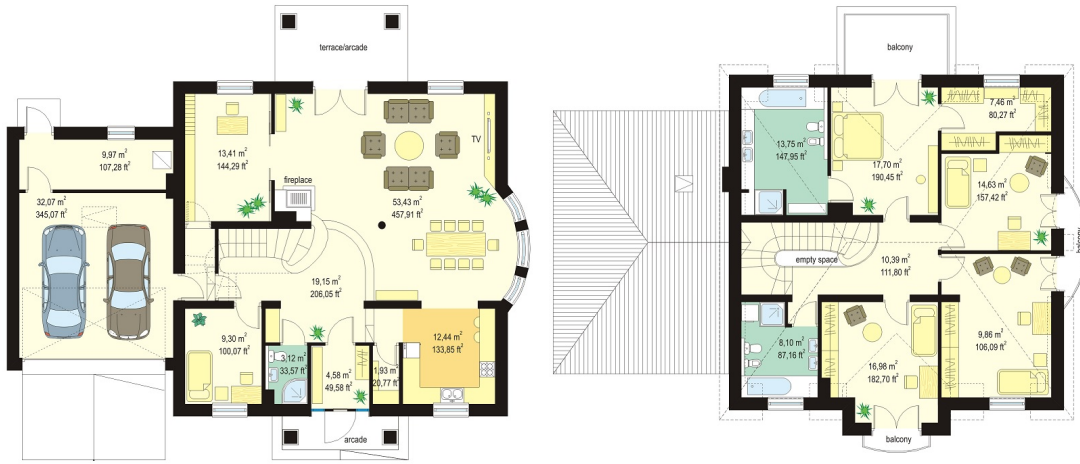 terrace/arcade
9,97 m²
107,28 ft²
13,41 m²
144,29 ft²
TV
fireplace
32,07 m²
345,07 ft²
53,43 m²
457,91 ft²
19,15 m²
206,05 ft²
9,30 m²
100,07 ft²
3,12 m²
33,57 ft²
4,58 m²
49,58 ft²
1,93 m²
20,77 ft²
12,44 m²
133,85 ft²
arcade
balcony
7,46 m²
80,27 ft²
13,75 m²
147,95 ft²
17,70 m²
190,45 ft²
14,63 m²
157,42 ft²
balcony
empty space
10,39 m²
111,80 ft²
8,10 m²
87,16 ft²
16,98 m²
182,70 ft²
9,86 m²
106,09 ft²
balcony